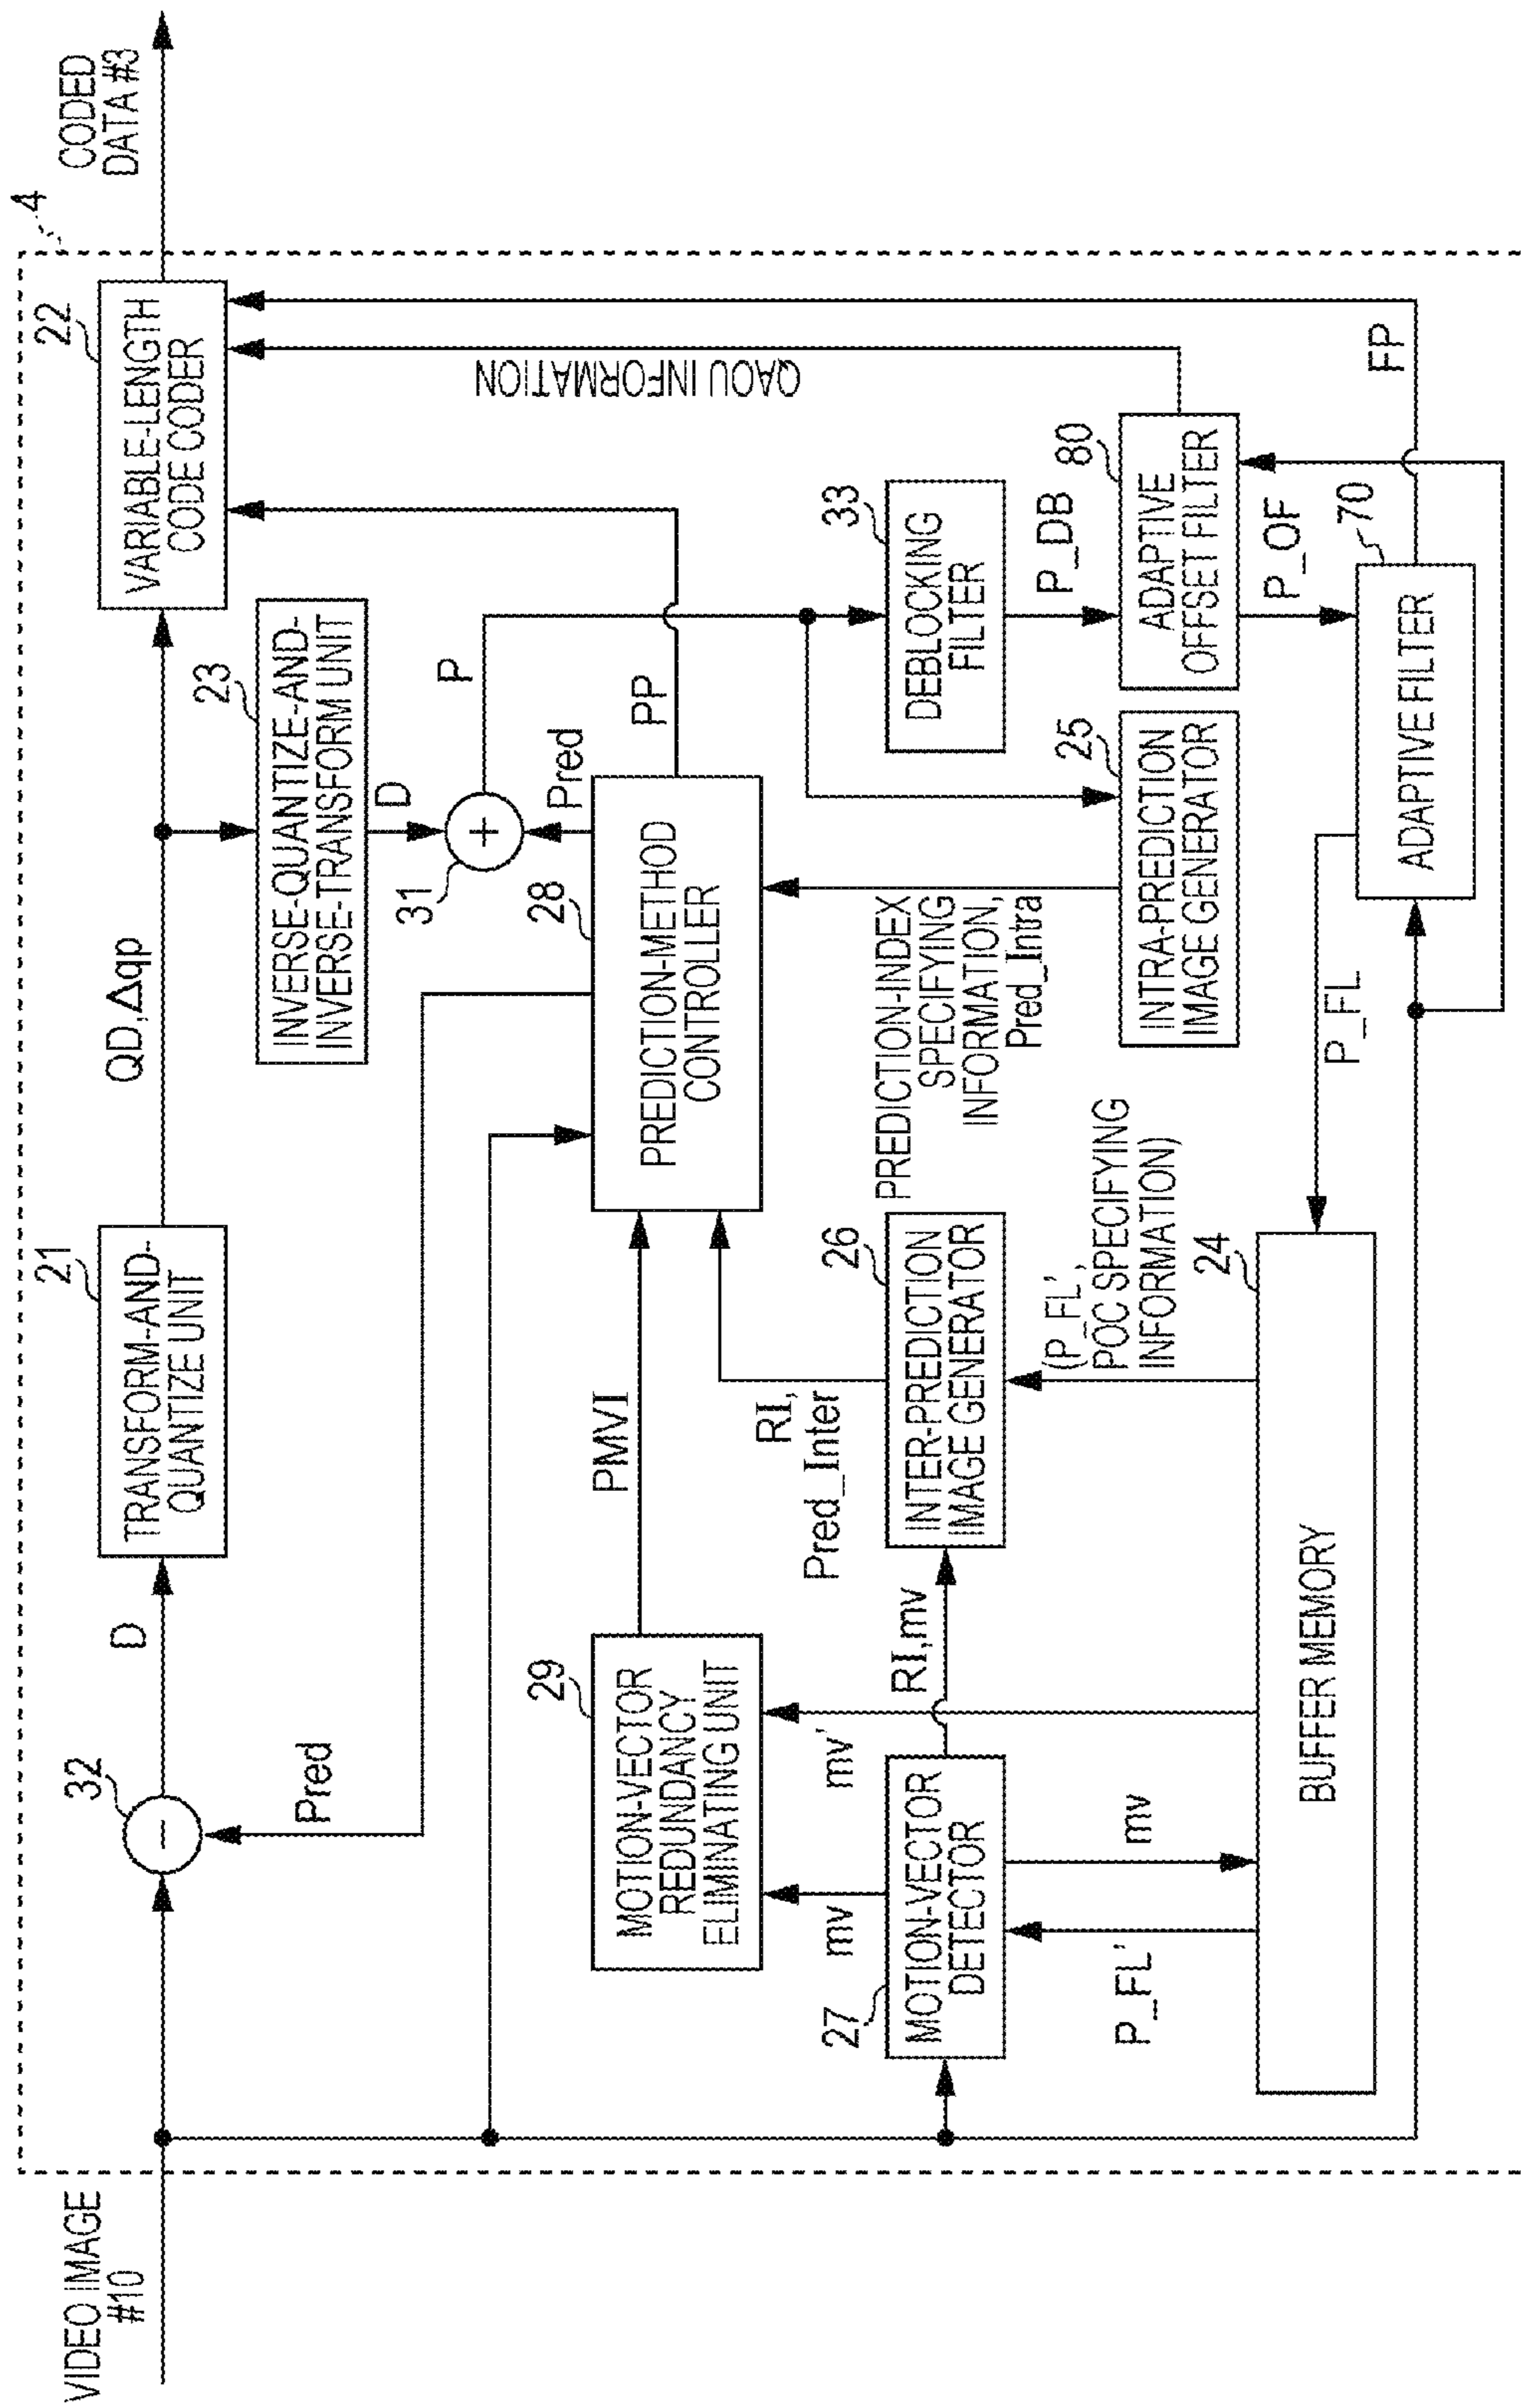 VIDEO IMAGE
#10
CODED
DATA #3
4
32
D
21
TRANSFORM-AND-
QUANTIZE UNIT
QD,Δqp
22
VARIABLE-LENGTH
CODE CODER
Pred
23
INVERSE-QUANTIZE-AND-
INVERSE-TRANSFORM UNIT
D
31
+
P
Pred
QAOU INFORMATION
29
MOTION-VECTOR
REDUNDANCY
ELIMINATING UNIT
PMVI
28
PREDICTION-METHOD
CONTROLLER
PP
mv
mv'
RI,
Pred_Inter
PREDICTION-INDEX
SPECIFYING
INFORMATION,
Pred_Intra
33
DEBLOCKING
FILTER
P_DB
27
MOTION-VECTOR
DETECTOR
RI,mv
26
INTER-PREDICTION
IMAGE GENERATOR
25
INTRA-PREDICTION
IMAGE GENERATOR
80
ADAPTIVE
OFFSET FILTER
P_FL'
mv
(P_FL',
POC SPECIFYING
INFORMATION)
P_OF
24
BUFFER MEMORY
P_FL
70
ADAPTIVE FILTER
FP